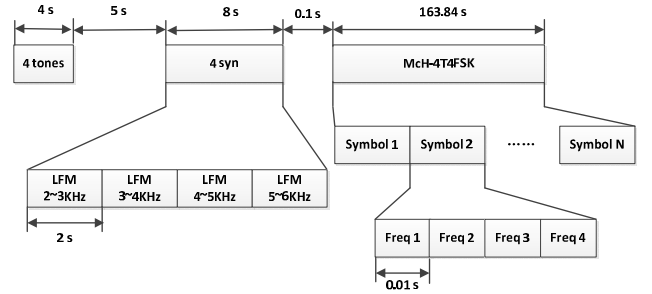 4 s
5 s
8 s
0.1 s
163.84 s
4 tones
4 syn
McH-4T4FSK
Symbol 1
Symbol 2
······
Symbol N
LFM
2~3KHz
LFM
3~4KHz
LFM
4~5KHz
LFM
5~6KHz
2 s
Freq 1
Freq 2
Freq 3
Freq 4
0.01 s